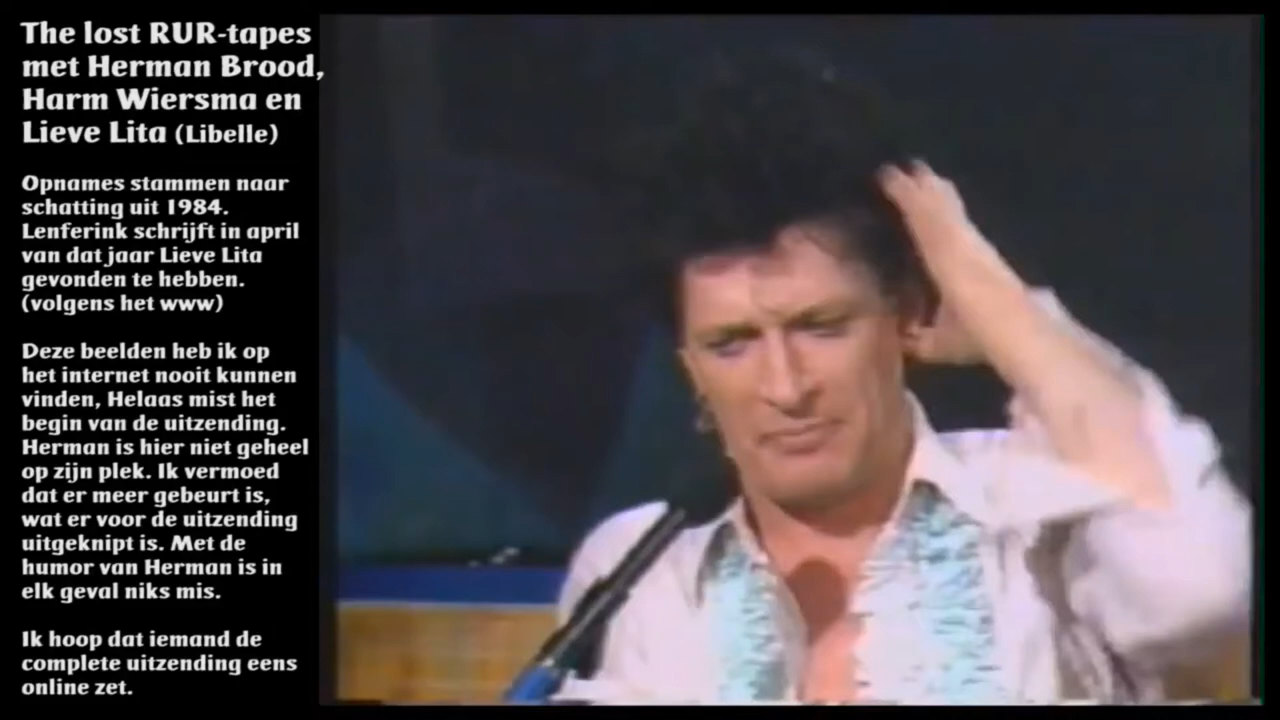 The lost RUR-tapes
met Herman Brood,
Harm Wiersma en
Lieve Lita (Libelle)
Opnames stammen naar
schatting uit 1984.
Lenferink schrijft in april
van dat jaar Lieve Lita
gevonden te hebben.
(volgens het www)
Deze beelden heb ik op
het internet nooit kunnen
vinden, Helaas mist het
begin van de uitzending.
Herman is hier niet geheel
op zijn plek. Ik vermoed
dat er meer gebeurt is,
wat er voor de uitzending
uitgeknipt is. Met de
humor van Herman is in
elk geval niks mis.
Ik hoop dat iemand de
complete uitzending eens
online zet.